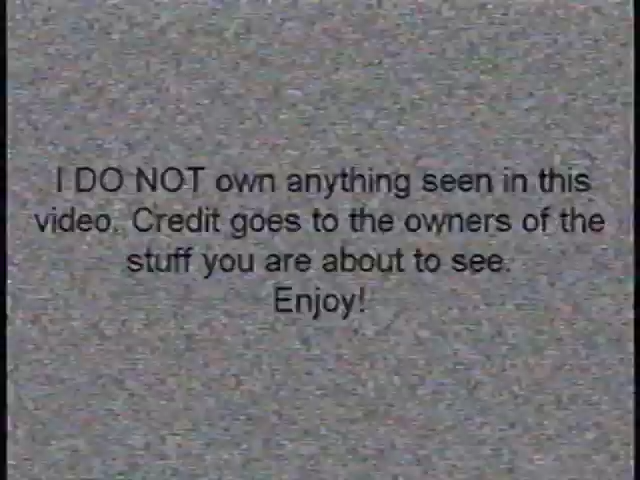 I DO NOT own anything seen in this
video. Credit goes to the owners of the
stuff you are about to see.
Enjoy!